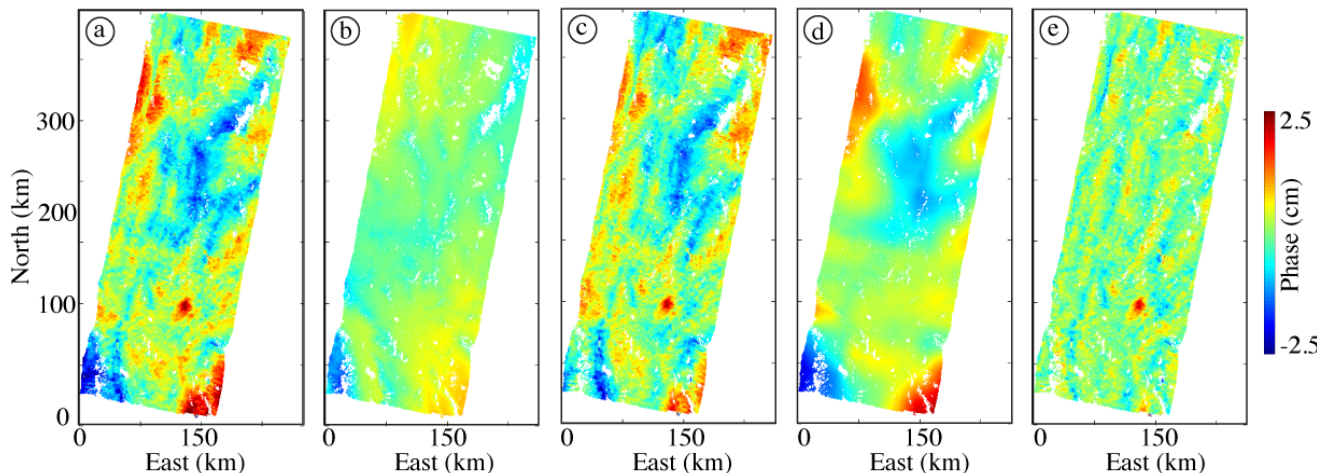 a b c d e
300
200
100
0
North (km)
0 150 0 150 0 150 0 150 0 150
East (km) East (km) East (km) East (km) East (km)
2.5
Phase (cm)
-2.5